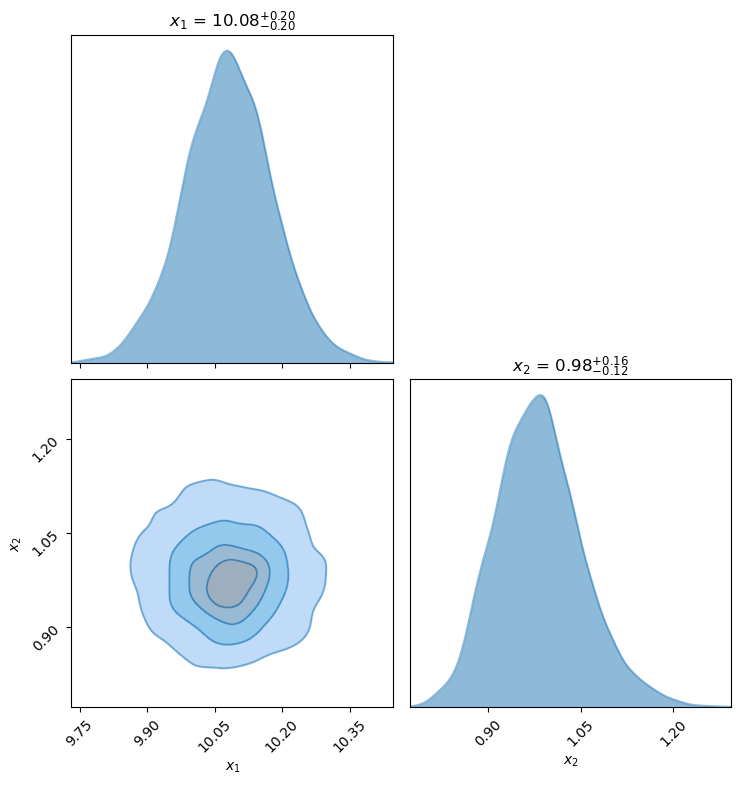 x₁ = 10.08⁺⁰·²⁰₋₀.₂₀
x₂ = 0.98⁺⁰·¹⁶₋₀.₁₂
1.20
1.05
0.90
x₂
9.75 9.90 10.05 10.20 10.35
x₁
0.90 1.05 1.20
x₂